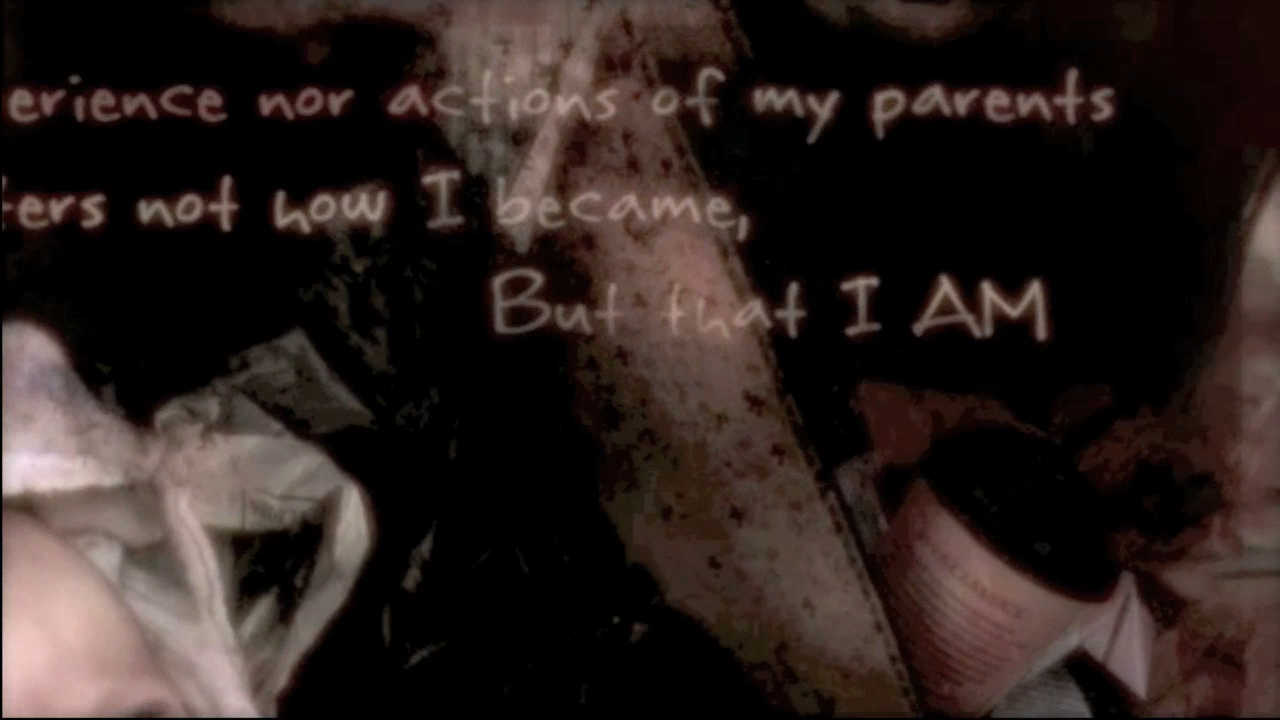 erience nor actions of my parents
ters not how I became,
But that I AM